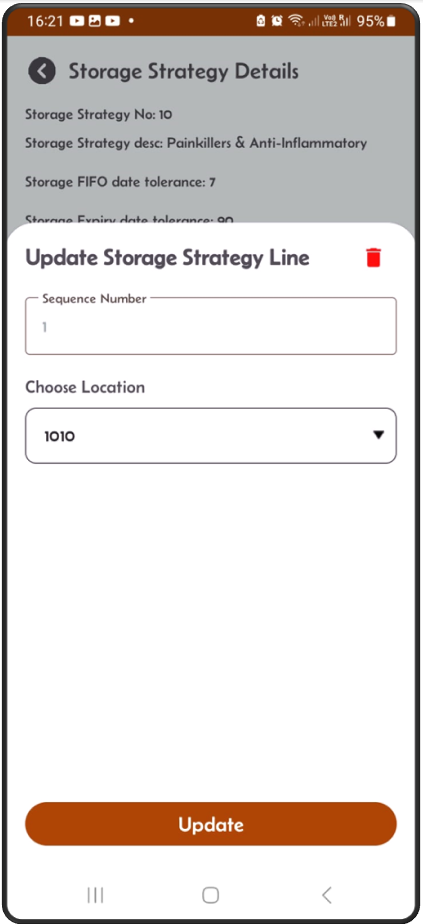 16:21 95%
Storage Strategy Details
Storage Strategy No: 10
Storage Strategy desc: Painkillers & Anti-Inflammatory
Storage FIFO date tolerance: 7
Storage Expiry date tolerance: 90
Update Storage Strategy Line
Sequence Number
1
Choose Location
1010
Update